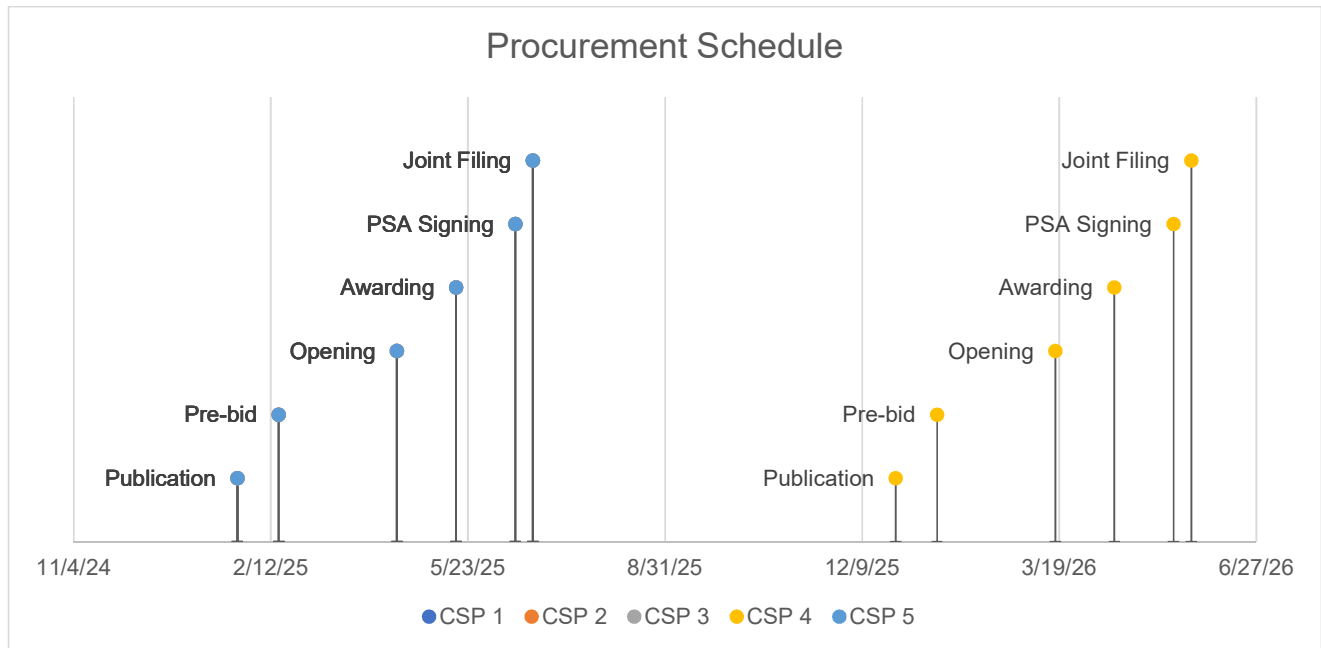 Procurement Schedule
Joint Filing Joint Filing
PSA Signing PSA Signing
Awarding Awarding
Opening Opening
Pre-bid Pre-bid
Publication Publication
11/4/24 2/12/25 5/23/25 8/31/25 12/9/25 3/19/26 6/27/26
CSP 1 CSP 2 CSP 3 CSP 4 CSP 5